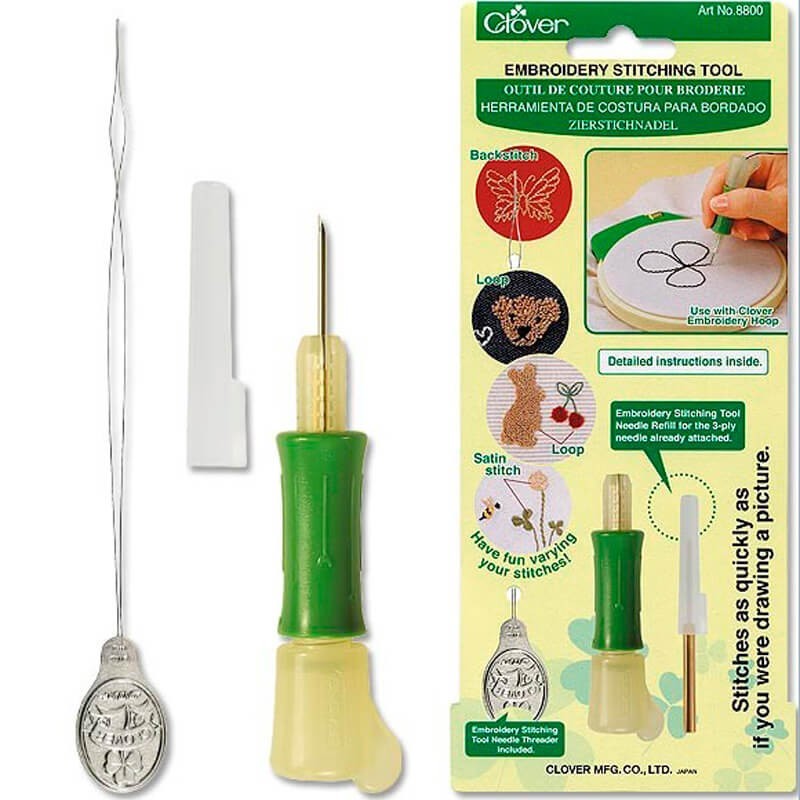 Clover
Art No.8800
EMBROIDERY STITCHING TOOL
OUTIL DE COUTURE POUR BRODERIE
HERRAMIENTA DE COSTURA PARA BORDADO
ZIERSTICHNADEL
Backstitch
Use with Clover
Embroidery Hoop
Loop
Detailed instructions inside.
Embroidery Stitching Tool
Needle Refill for the 3-ply
needle already attached.
Loop
Satin
stitch
Have fun varying
your stitches!
Stitches as quickly as
if you were drawing a picture.
Embroidery Stitching
Tool Needle Threader
Included.
CLOVER MFG.CO.,LTD. JAPAN
CLOVER